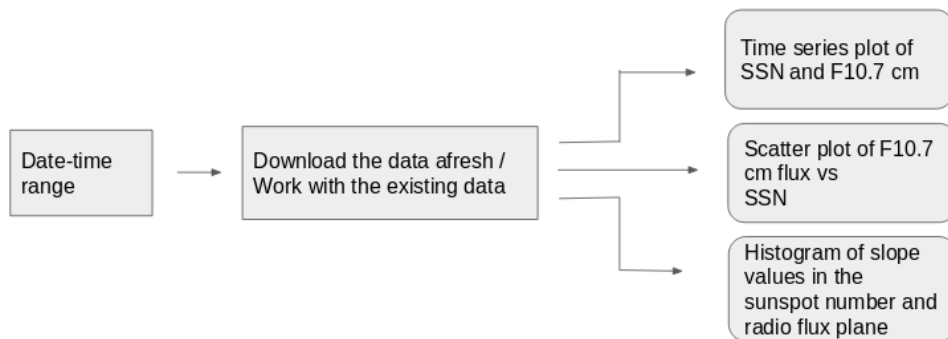 Date-time
range
Download the data afresh /
Work with the existing data
Time series plot of
SSN and F10.7 cm
Scatter plot of F10.7
cm flux vs
SSN
Histogram of slope
values in the
sunspot number and
radio flux plane